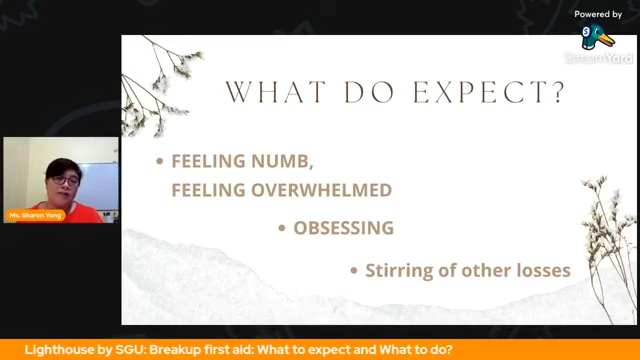 Powered by
StreamYard
WHAT DO EXPECT?
• FEELING NUMB,
FEELING OVERWHELMED
• OBSESSING
• Stirring of other losses
Ms. Sharon Yong
Lighthouse by SGU: Breakup first aid: What to expect and What to do?